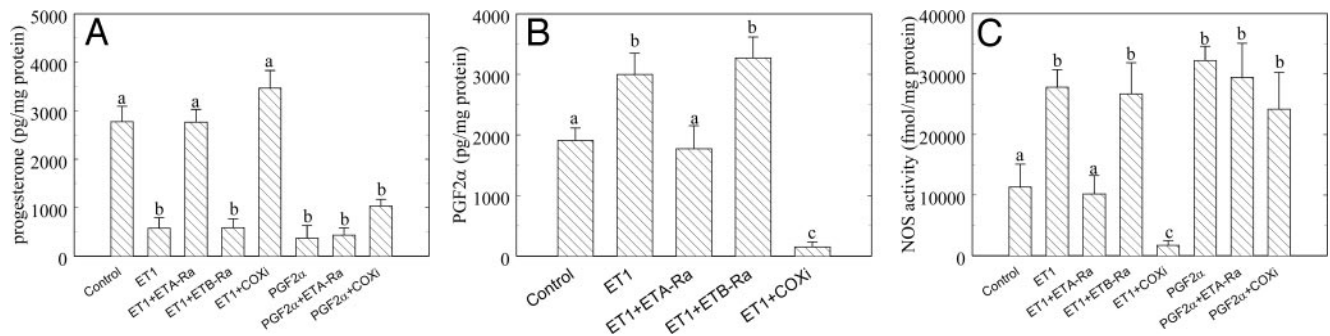 A
progesterone (pg/mg protein)
5000
4000
3000
2000
1000
0
a
b
a
b
a
b
b
b
Control
ET1
ET1+ETA-Ra
ET1+ETB-Ra
ET1+COXi
PGF2α
PGF2α+ETA-Ra
PGF2α+COXi
B
PGF2α (pg/mg protein)
4000
3000
2000
1000
0
a
b
a
b
c
Control
ET1
ET1+ETA-Ra
ET1+ETB-Ra
ET1+COXi
C
NOS activity (fmol/mg protein)
40000
30000
20000
10000
0
a
b
a
b
c
b
b
b
Control
ET1
ET1+ETA-Ra
ET1+ETB-Ra
ET1+COXi
PGF2α
PGF2α+ETA-Ra
PGF2α+COXi